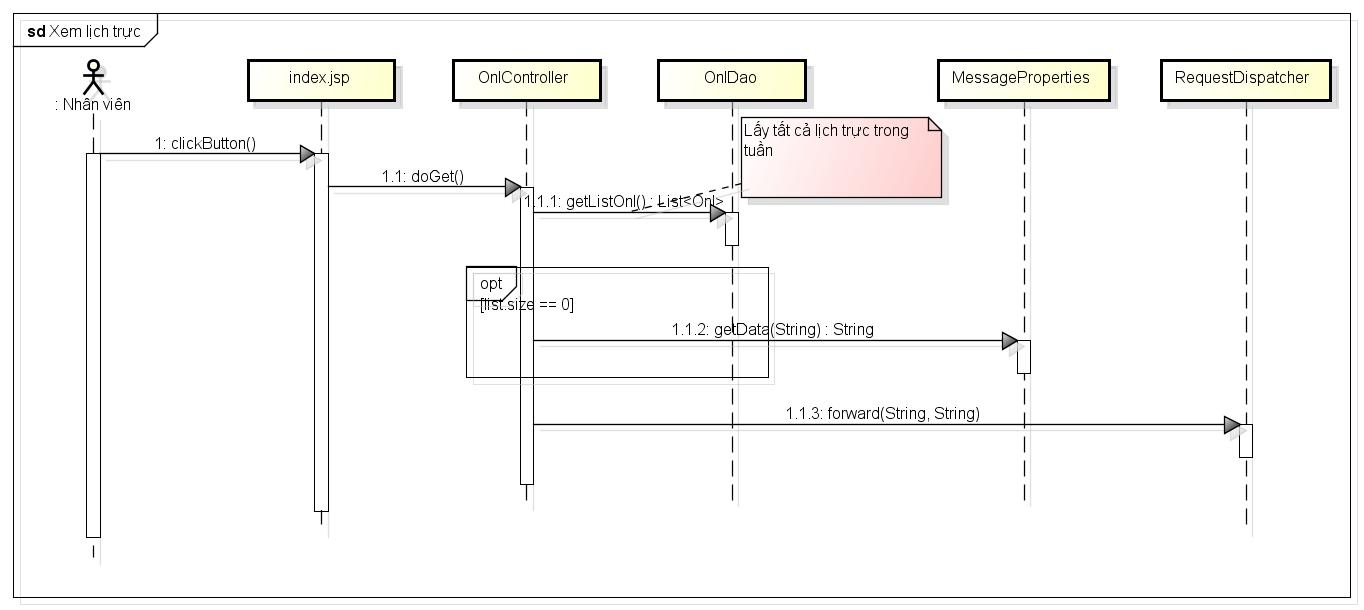 sd Xem lịch trực
: Nhân viên
index.jsp
OnlController
OnlDao
MessageProperties
RequestDispatcher
Lấy tất cả lịch trực trong
tuần
1: clickButton()
1.1: doGet()
1.1.1: getListOnl() : List<Onl>
opt
[list.size == 0]
1.1.2: getData(String) : String
1.1.3: forward(String, String)